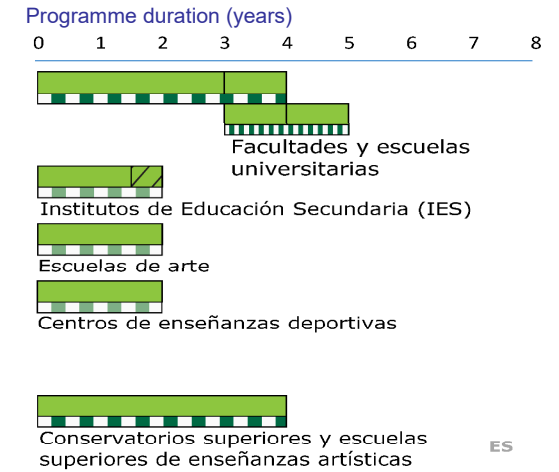 Programme duration (years)
0 1 2 3 4 5 6 7 8
Facultades y escuelas
universitarias
Institutos de Educación Secundaria (IES)
Escuelas de arte
Centros de enseñanzas deportivas
Conservatorios superiores y escuelas
superiores de enseñanzas artísticas
ES